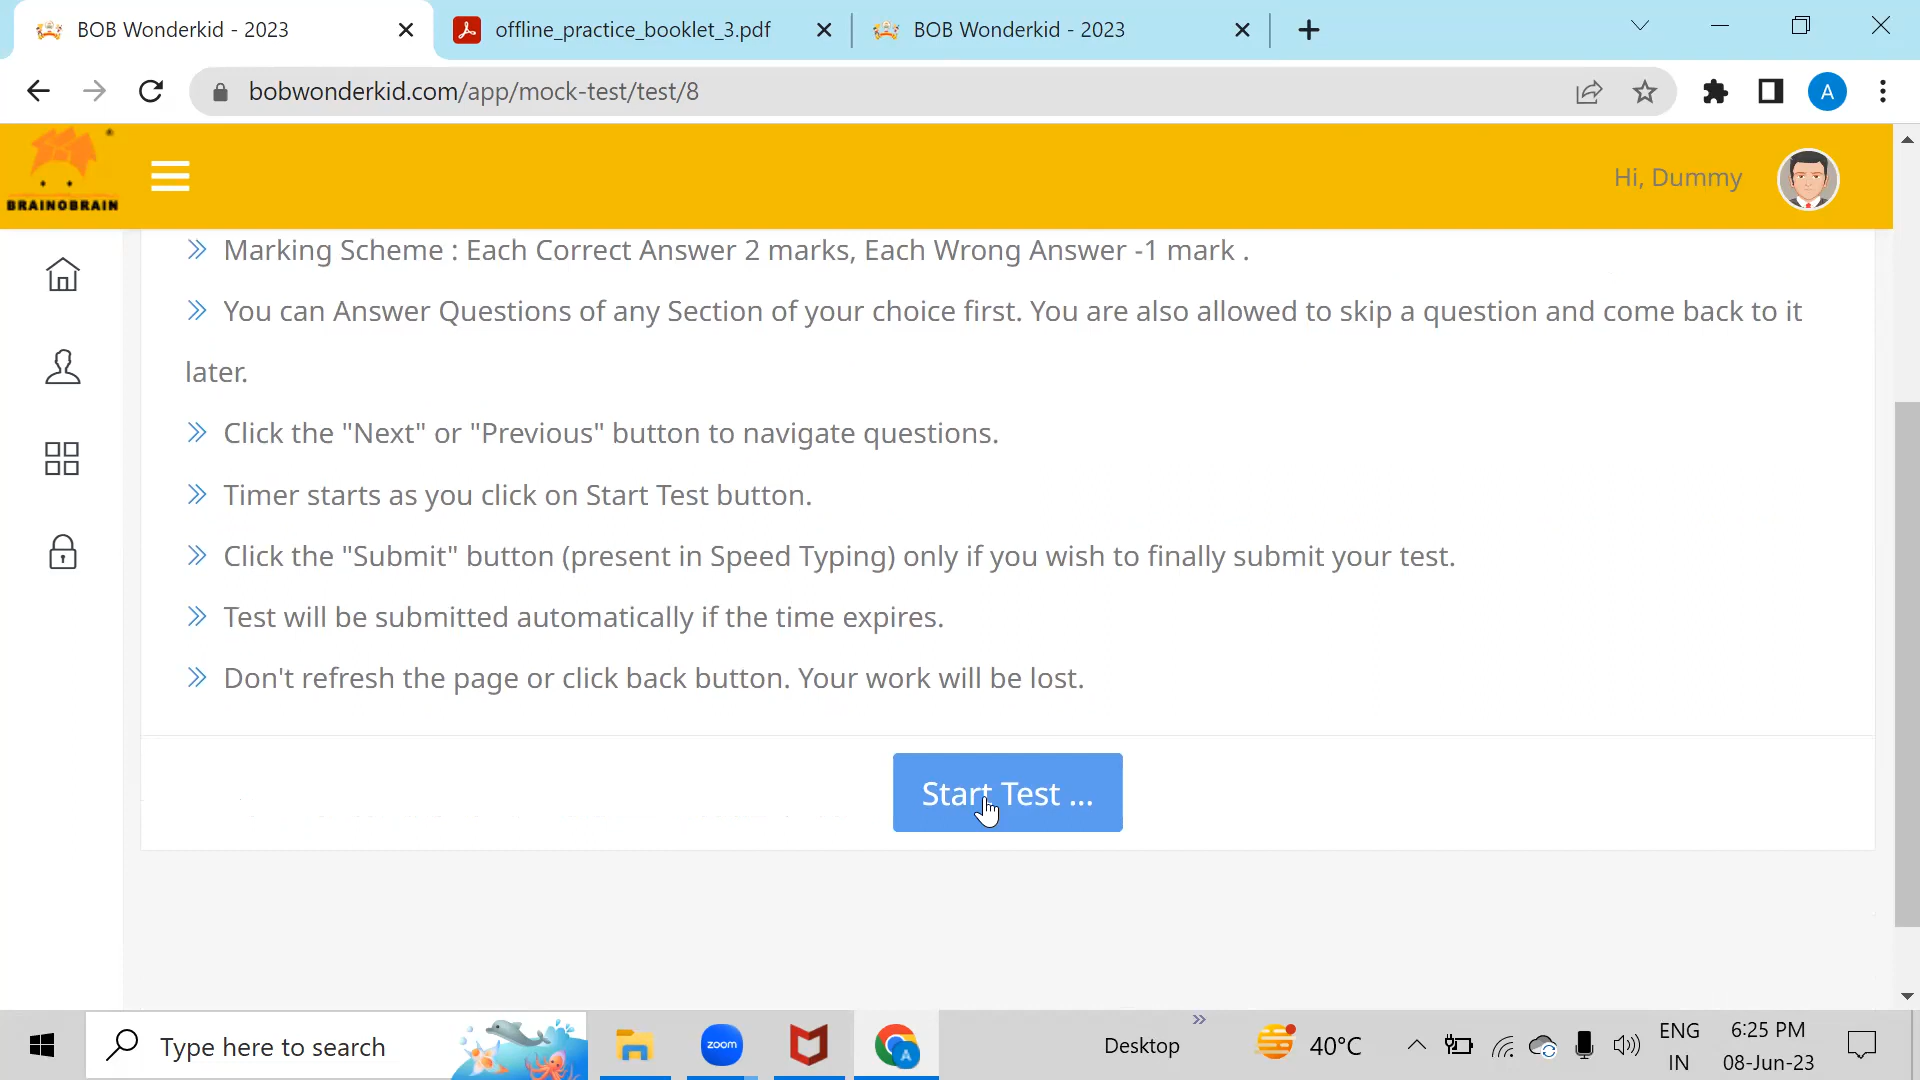 BOB Wonderkid - 2023
offline_practice_booklet_3.pdf
BOB Wonderkid - 2023
bobwonderkid.com/app/mock-test/test/8
A
BRAINOBRAIN
Hi, Dummy
Marking Scheme : Each Correct Answer 2 marks, Each Wrong Answer -1 mark .
You can Answer Questions of any Section of your choice first. You are also allowed to skip a question and come back to it
later.
Click the "Next" or "Previous" button to navigate questions.
Timer starts as you click on Start Test button.
Click the "Submit" button (present in Speed Typing) only if you wish to finally submit your test.
Test will be submitted automatically if the time expires.
Don't refresh the page or click back button. Your work will be lost.
Start Test ...
Type here to search
zoom
A
Desktop
40°C
ENG
IN
6:25 PM
08-Jun-23